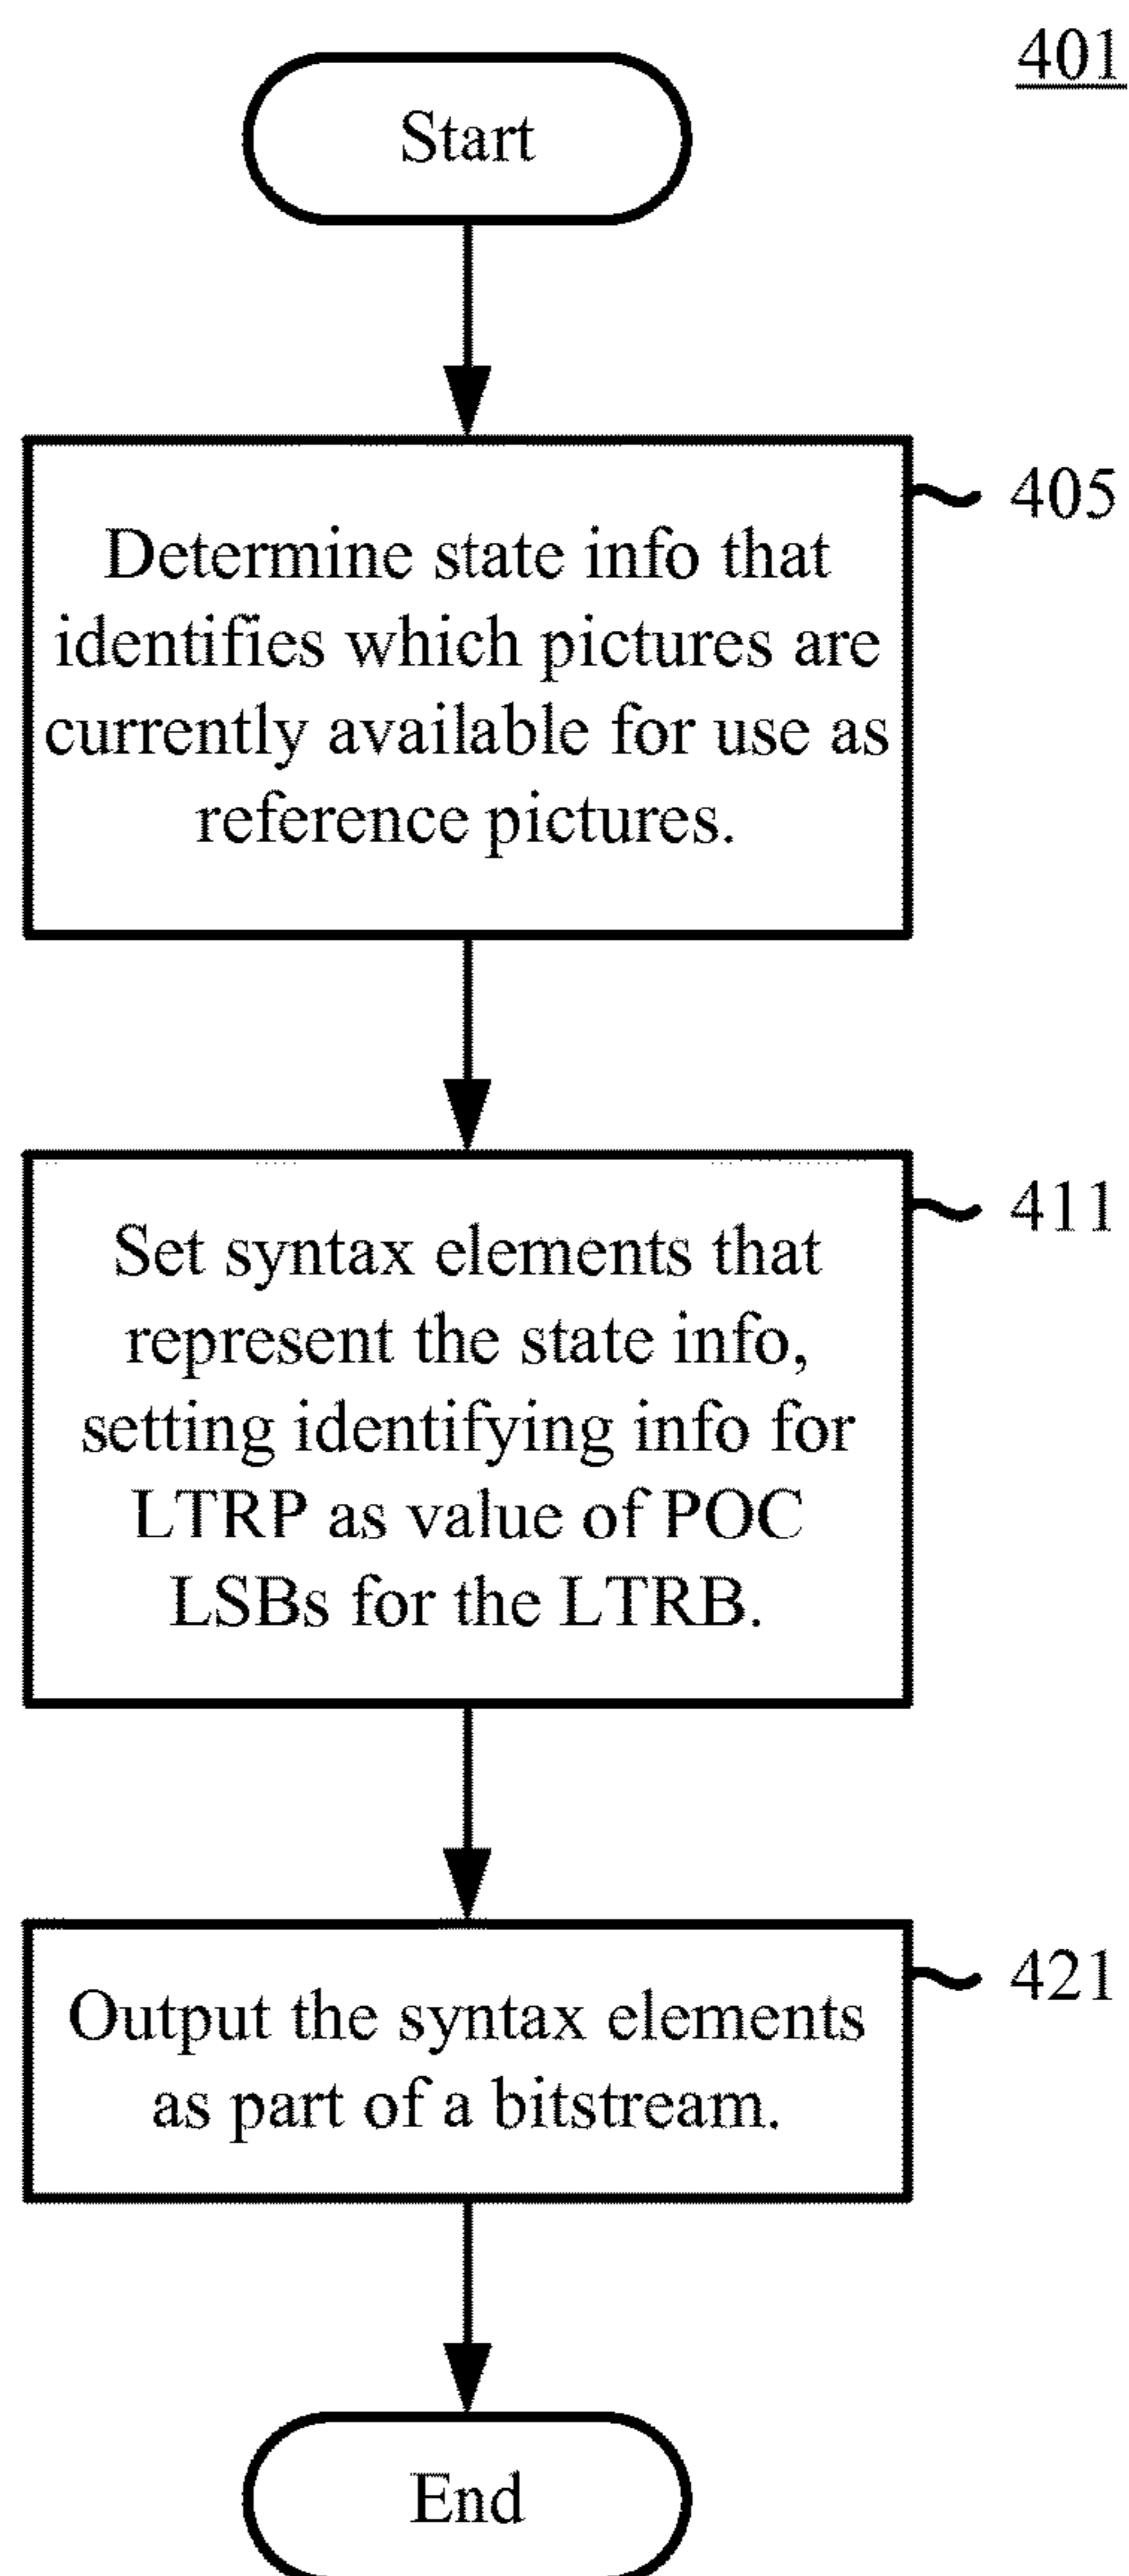 401
Start
405
Determine state info that
identifies which pictures are
currently available for use as
reference pictures.
411
Set syntax elements that
represent the state info,
setting identifying info for
LTRP as value of POC
LSBs for the LTRB.
421
Output the syntax elements
as part of a bitstream.
End